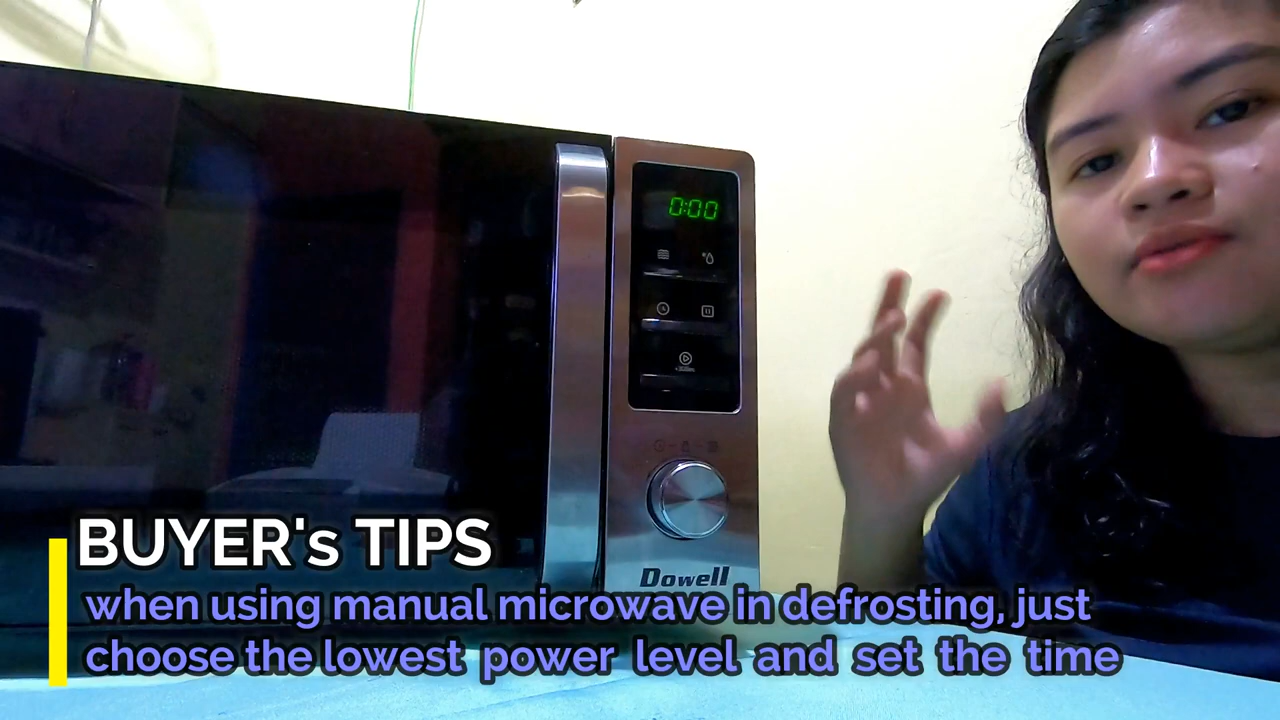 0:00
Dowell
BUYER's TIPS
when using manual microwave in defrosting, just
choose the lowest power level and set the time